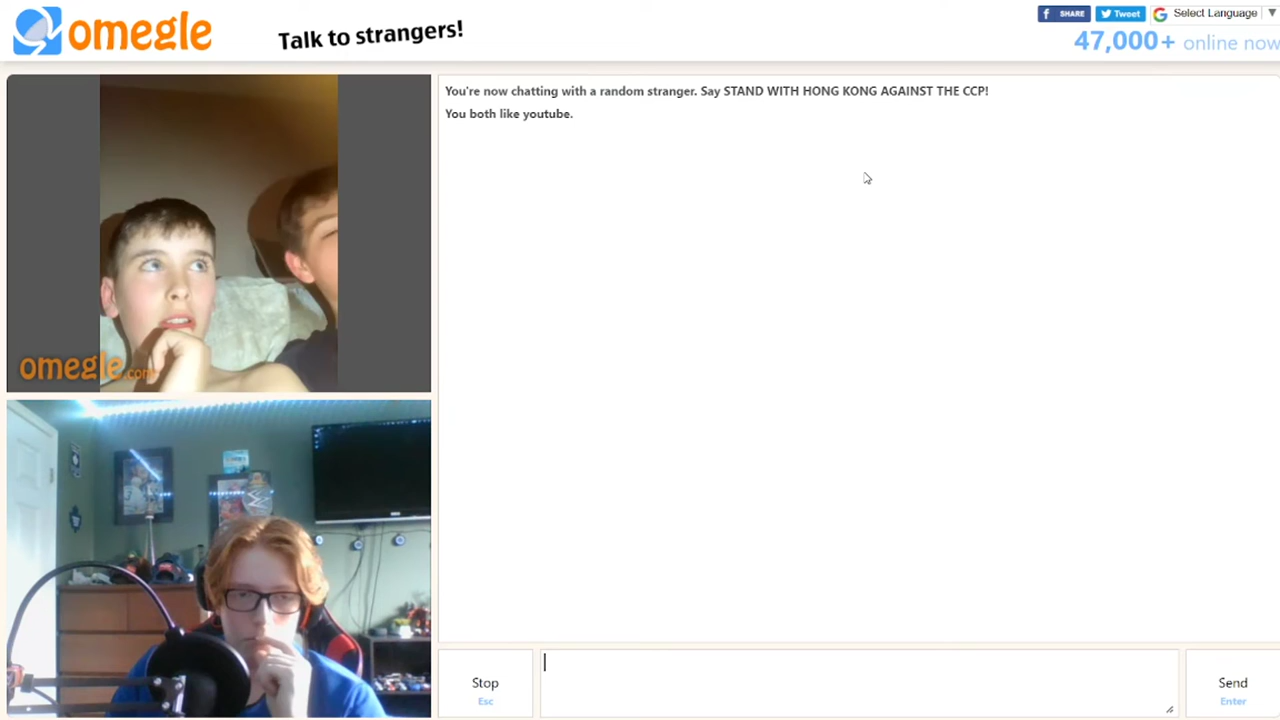 omegle
Talk to strangers!
SHARE
Tweet
Select Language
47,000+ online now
You're now chatting with a random stranger. Say STAND WITH HONG KONG AGAINST THE CCP!
You both like youtube.
omegle.com
Stop
Esc
Send
Enter